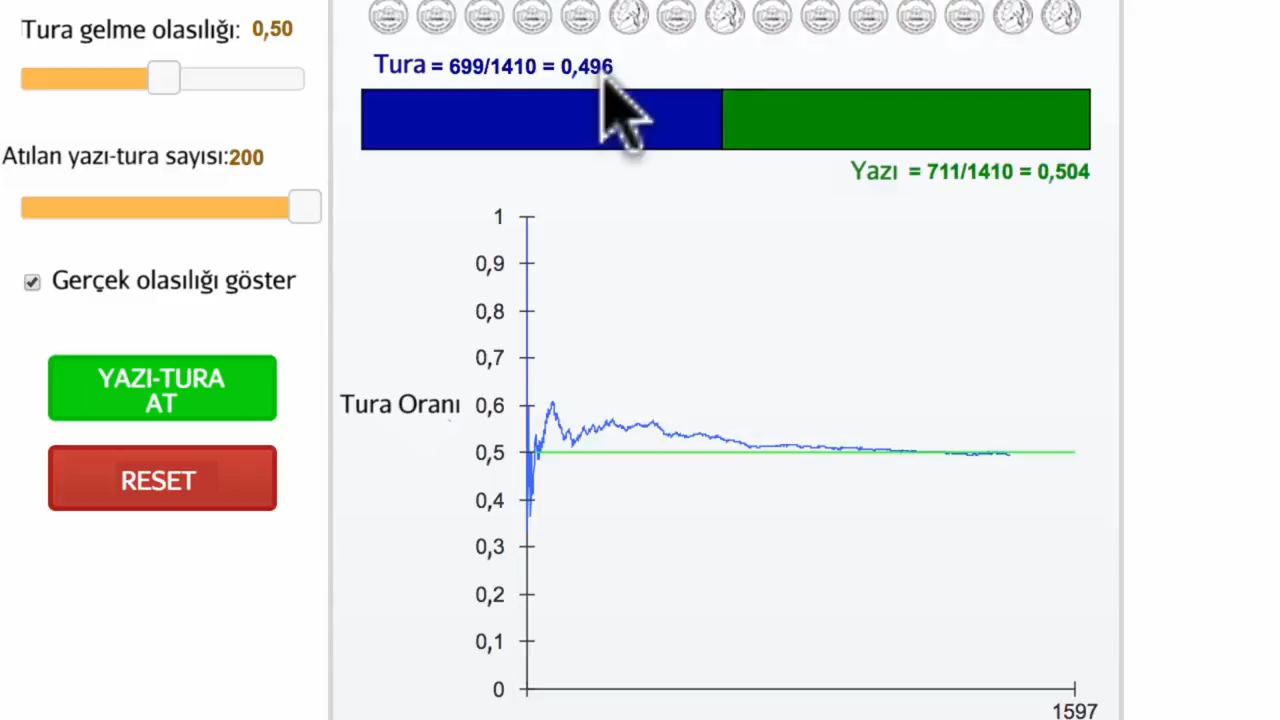 Tura gelme olasılığı: 0,50
Atılan yazı-tura sayısı:200
Gerçek olasılığı göster
YAZI-TURA
AT
RESET
Tura = 699/1410 = 0,496
Yazı = 711/1410 = 0,504
1
0,9
0,8
0,7
Tura Oranı 0,6
0,5
0,4
0,3
0,2
0,1
0
1597